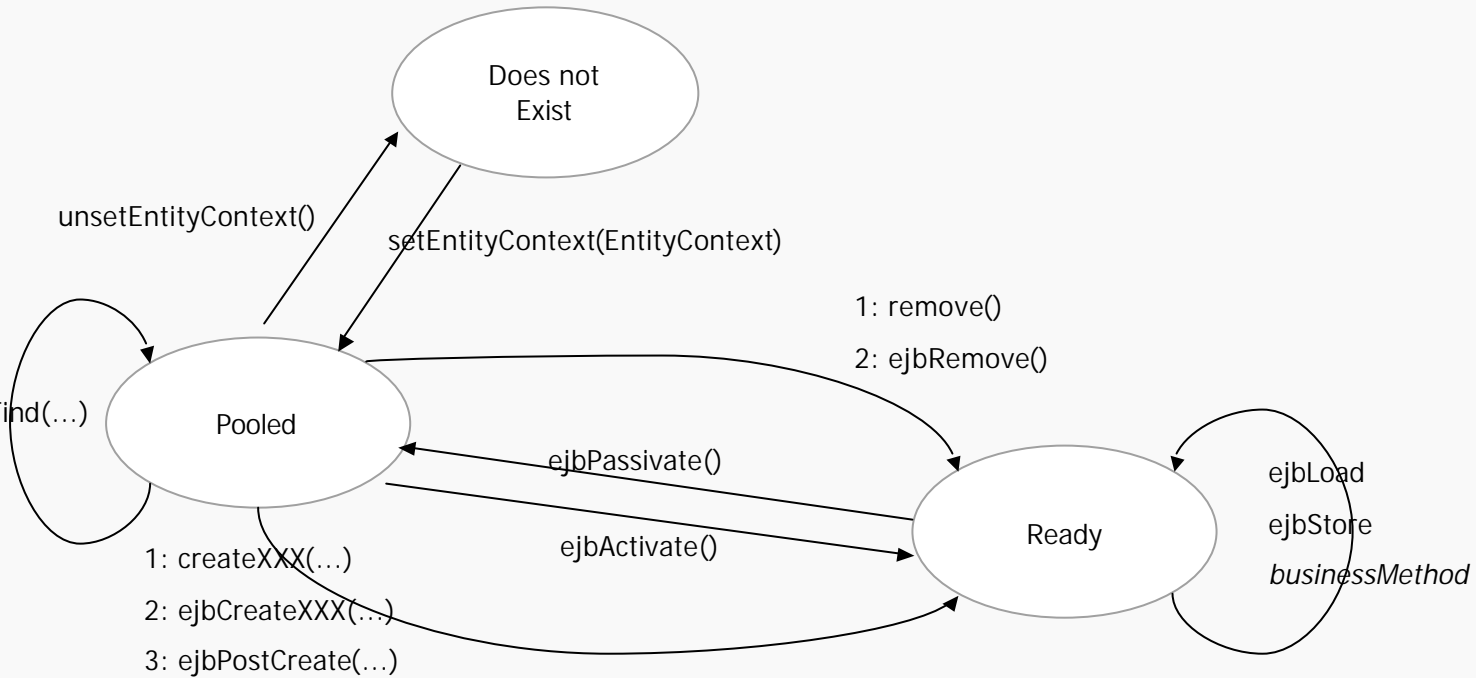 Does not
Exist
unsetEntityContext()
setEntityContext(EntityContext)
1: remove()
2: ejbRemove()
find(…)
Pooled
ejbPassivate()
ejbActivate()
Ready
ejbLoad
ejbStore
businessMethod
1: createXXX(…)
2: ejbCreateXXX(…)
3: ejbPostCreate(…)